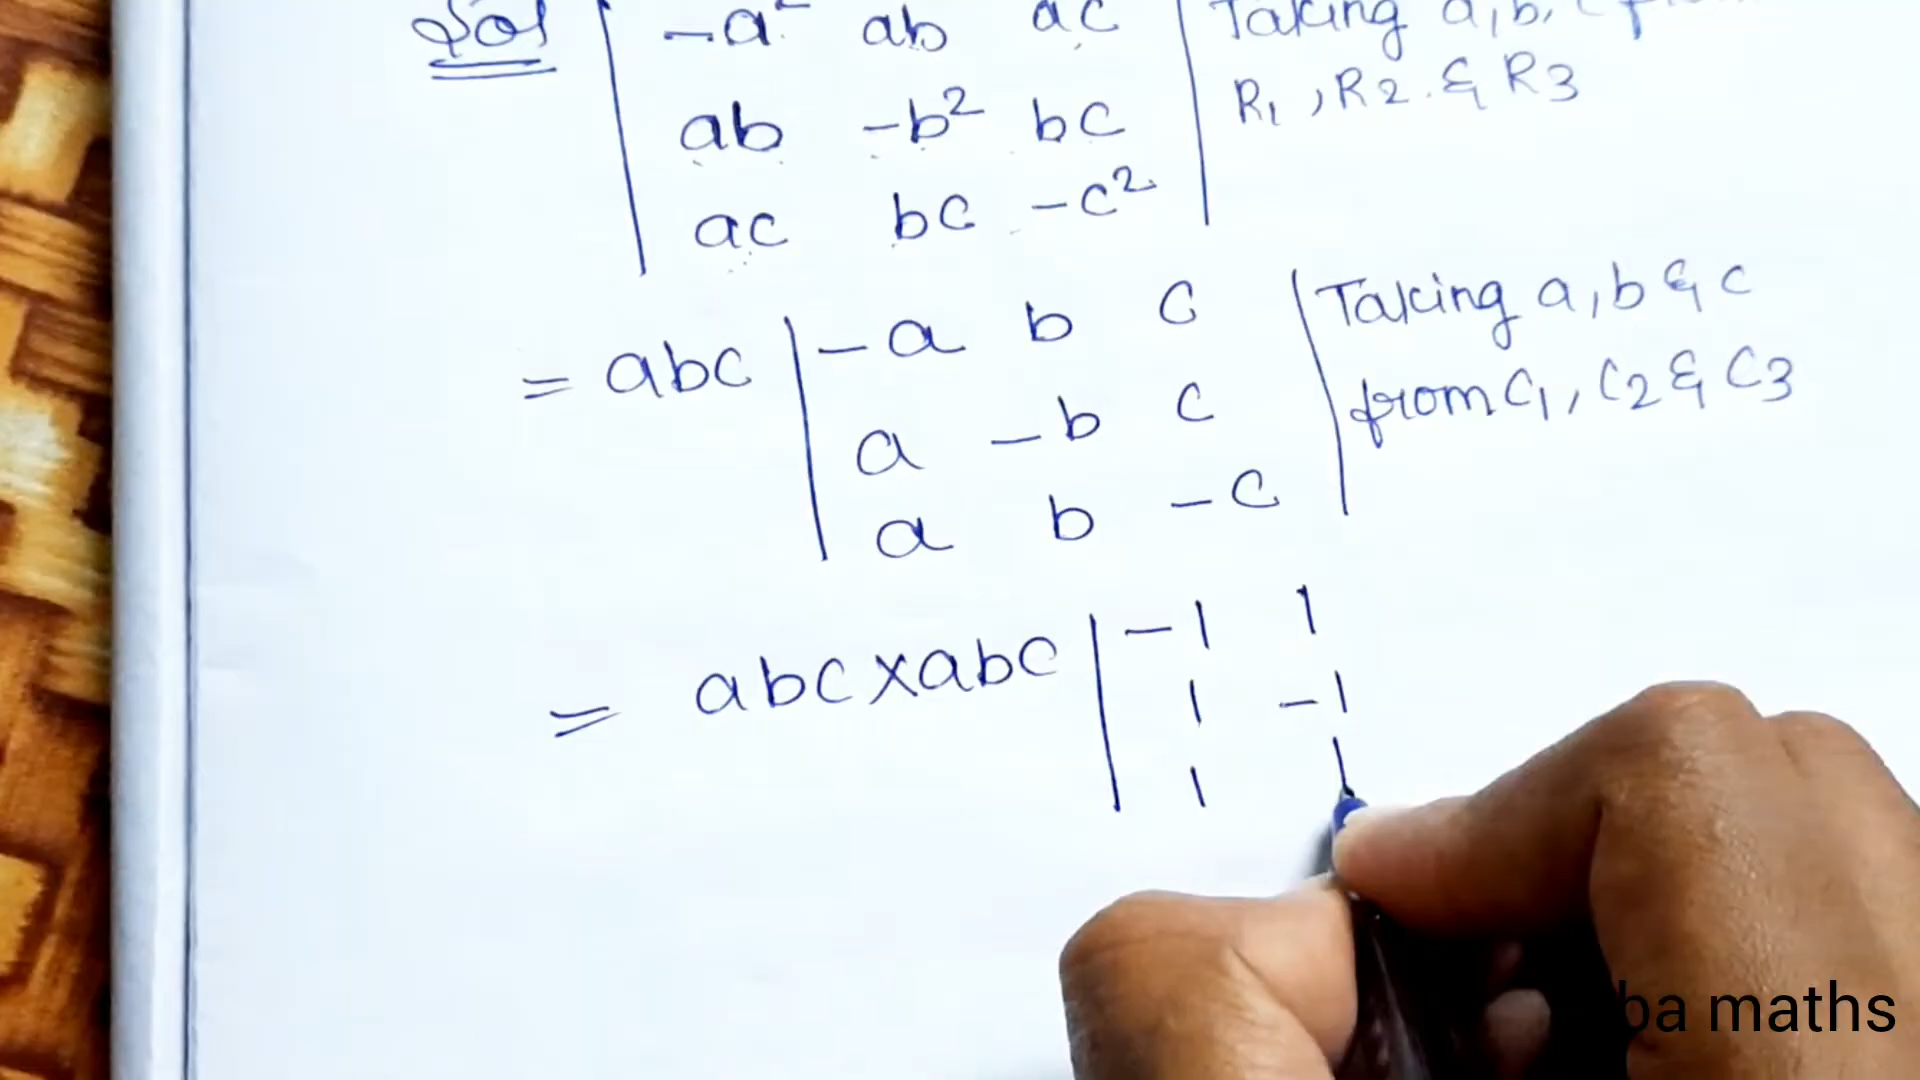 Sol | -a² ab ac | Taking a, b,
| ab -b² bc | R1, R2 & R3
| ac bc -c² |
= abc | -a b c | Taking a, b & c
| a -b c | from C1, C2 & C3
| a b -c |
= abc×abc | -1 1
| 1 -1
| 1 1
ba maths